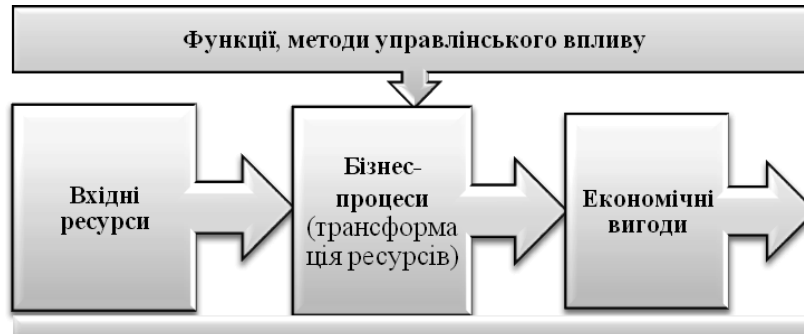 Функції, методи управлінського впливу
Вхідні
ресурси
Бізнес-
процеси
(трансформа
ція ресурсів)
Економічні
вигоди